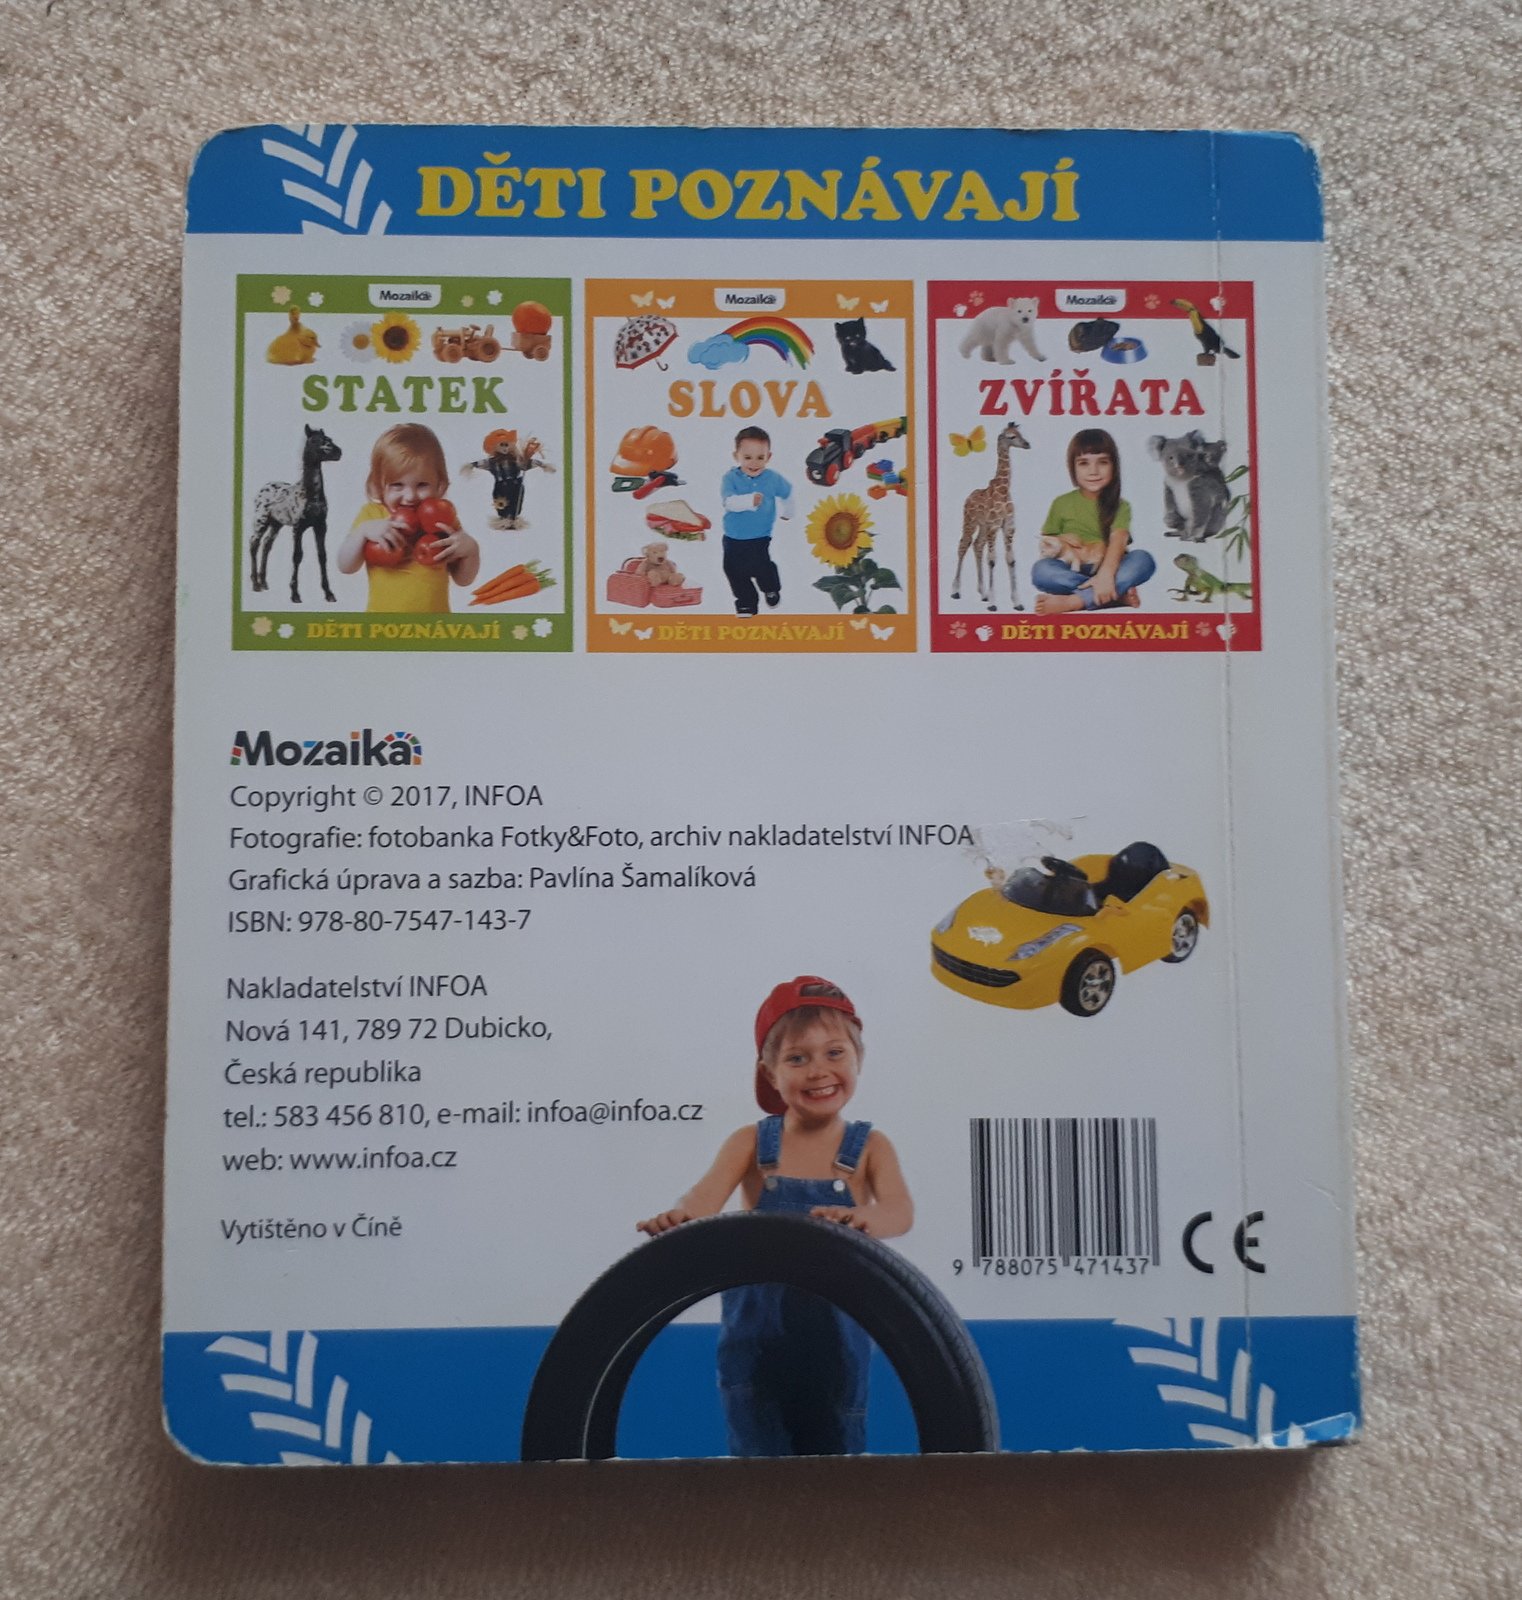 DĚTI POZNÁVAJÍ
Mozaika
STATEK
DĚTI POZNÁVAJÍ
Mozaika
SLOVA
DĚTI POZNÁVAJÍ
Mozaika
ZVÍŘATA
DĚTI POZNÁVAJÍ
Mozaika
Copyright © 2017, INFOA
Fotografie: fotobanka Fotky&Foto, archiv nakladatelství INFOA
Grafická úprava a sazba: Pavlína Šamalíková
ISBN: 978-80-7547-143-7
Nakladatelství INFOA
Nová 141, 789 72 Dubicko,
Česká republika
tel.: 583 456 810, e-mail: infoa@infoa.cz
web: www.infoa.cz
Vytištěno v Číně
9 788075 471437
CE